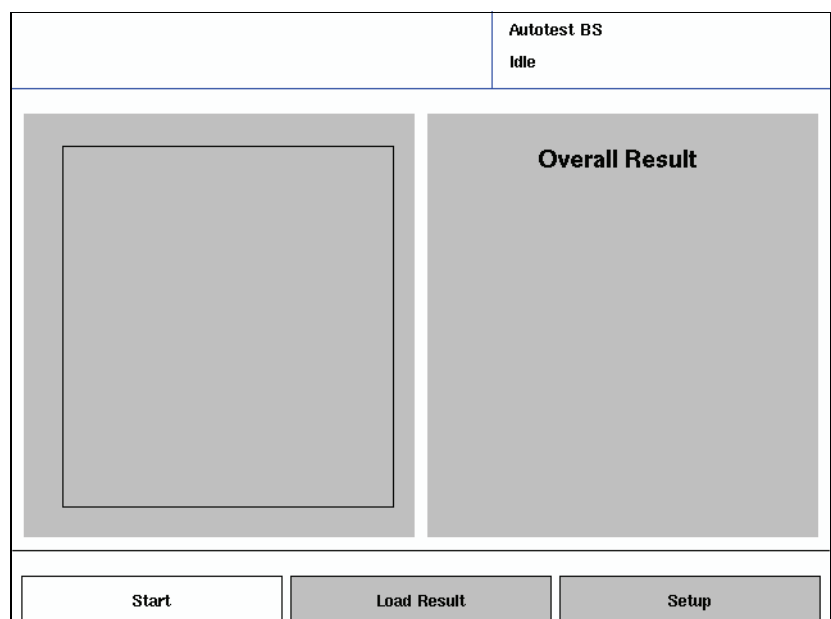 Autotest BS
Idle
Overall Result
Start
Load Result
Setup